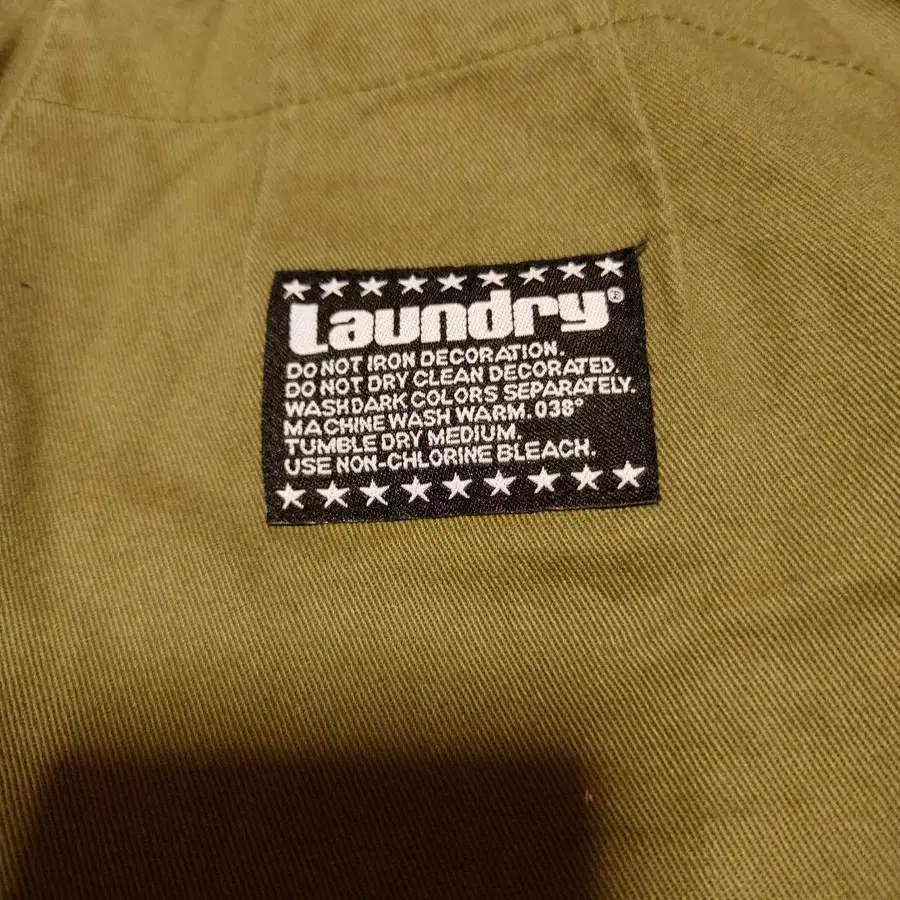 Laundry®
DO NOT IRON DECORATION.
DO NOT DRY CLEAN DECORATED.
WASH DARK COLORS SEPARATELY.
MACHINE WASH WARM. 038°
TUMBLE DRY MEDIUM.
USE NON-CHLORINE BLEACH.